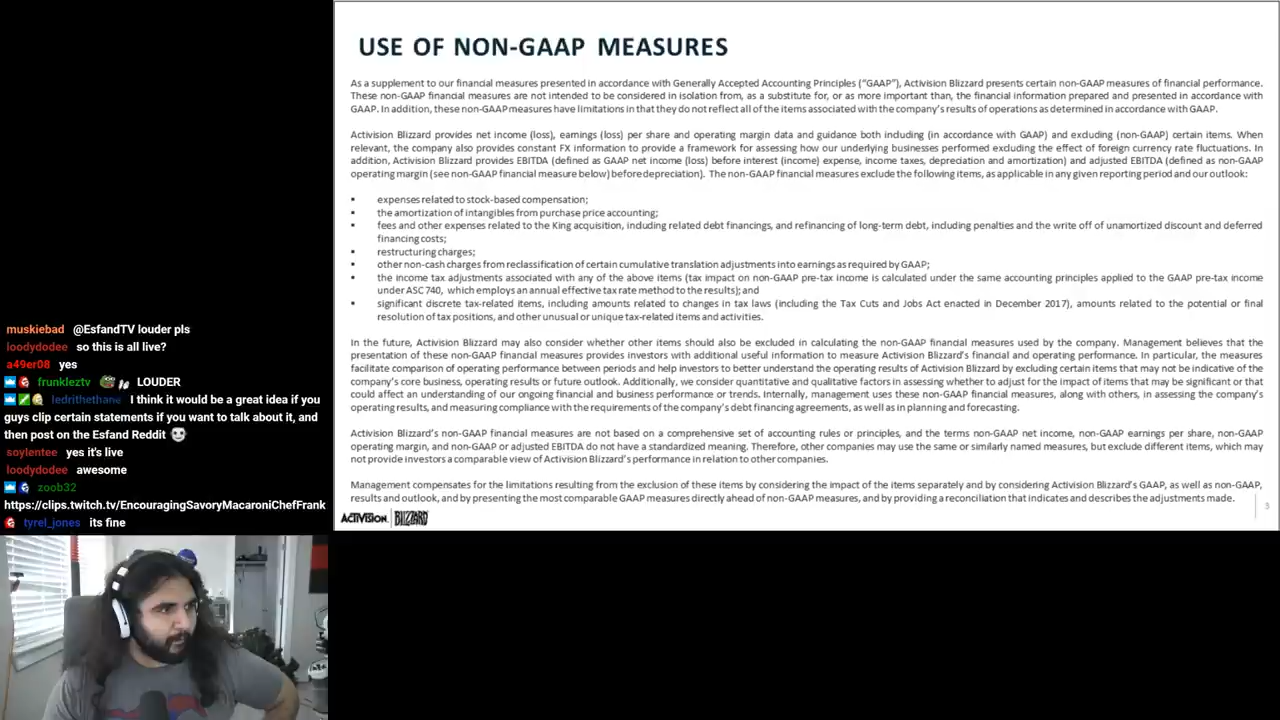 USE OF NON-GAAP MEASURES
As a supplement to our financial measures presented in accordance with Generally Accepted Accounting Principles (“GAAP”), Activision Blizzard presents certain non-GAAP measures of financial performance.
These non-GAAP financial measures are not intended to be considered in isolation from, as a substitute for, or as more important than, the financial information prepared and presented in accordance with
GAAP. In addition, these non-GAAP measures have limitations in that they do not reflect all of the items associated with the company’s results of operations as determined in accordance with GAAP.
Activision Blizzard provides net income (loss), earnings (loss) per share and operating margin data and guidance both including (in accordance with GAAP) and excluding (non-GAAP) certain items. When
relevant, the company also provides constant FX information to provide a framework for assessing how our underlying businesses performed excluding the effect of foreign currency rate fluctuations. In
addition, Activision Blizzard provides EBITDA (defined as GAAP net income (loss) before interest (income) expense, income taxes, depreciation and amortization) and adjusted EBITDA (defined as non-GAAP
operating margin (see non-GAAP financial measure below) before depreciation). The non-GAAP financial measures exclude the following items, as applicable in any given reporting period and our outlook:
▪ expenses related to stock-based compensation;
▪ the amortization of intangibles from purchase price accounting;
▪ fees and other expenses related to the King acquisition, including related debt financings, and refinancing of long-term debt, including penalties and the write off of unamortized discount and deferred
financing costs;
▪ restructuring charges;
▪ other non-cash charges from reclassification of certain cumulative translation adjustments into earnings as required by GAAP;
▪ the income tax adjustments associated with any of the above items (tax impact on non-GAAP pre-tax income is calculated under the same accounting principles applied to the GAAP pre-tax income
under ASC 740, which employs an annual effective tax rate method to the results); and
▪ significant discrete tax-related items, including amounts related to changes in tax laws (including the Tax Cuts and Jobs Act enacted in December 2017), amounts related to the potential or final
resolution of tax positions, and other unusual or unique tax-related items and activities.
In the future, Activision Blizzard may also consider whether other items should also be excluded in calculating the non-GAAP financial measures used by the company. Management believes that the
presentation of these non-GAAP financial measures provides investors with additional useful information to measure Activision Blizzard’s financial and operating performance. In particular, the measures
facilitate comparison of operating performance between periods and help investors to better understand the operating results of Activision Blizzard by excluding certain items that may not be indicative of the
company’s core business, operating results or future outlook. Additionally, we consider quantitative and qualitative factors in assessing whether to adjust for the impact of items that may be significant or that
could affect an understanding of our ongoing financial and business performance or trends. Internally, management uses these non-GAAP financial measures, along with others, in assessing the company’s
operating results, and measuring compliance with the requirements of the company’s debt financing agreements, as well as in planning and forecasting.
Activision Blizzard’s non-GAAP financial measures are not based on a comprehensive set of accounting rules or principles, and the terms non-GAAP net income, non-GAAP earnings per share, non-GAAP
operating margin, and non-GAAP or adjusted EBITDA do not have a standardized meaning. Therefore, other companies may use the same or similarly named measures, but exclude different items, which may
not provide investors a comparable view of Activision Blizzard’s performance in relation to other companies.
Management compensates for the limitations resulting from the exclusion of these items by considering the impact of the items separately and by considering Activision Blizzard’s GAAP, as well as non-GAAP,
results and outlook, and by presenting the most comparable GAAP measures directly ahead of non-GAAP measures, and by providing a reconciliation that indicates and describes the adjustments made.
ACTIVISION BLIZZARD
3
muskiebad @EsfandTV louder pls
loodydodee so this is all live?
a49er08 yes
frunkleztv LOUDER
ledrithethane I think it would be a great idea if you
guys clip certain statements if you want to talk about it, and
then post on the Esfand Reddit
soylentee yes it's live
loodydodee awesome
zoob32
https://clips.twitch.tv/EncouragingSavoryMacaroniChefFrank
tyrel_jones its fine